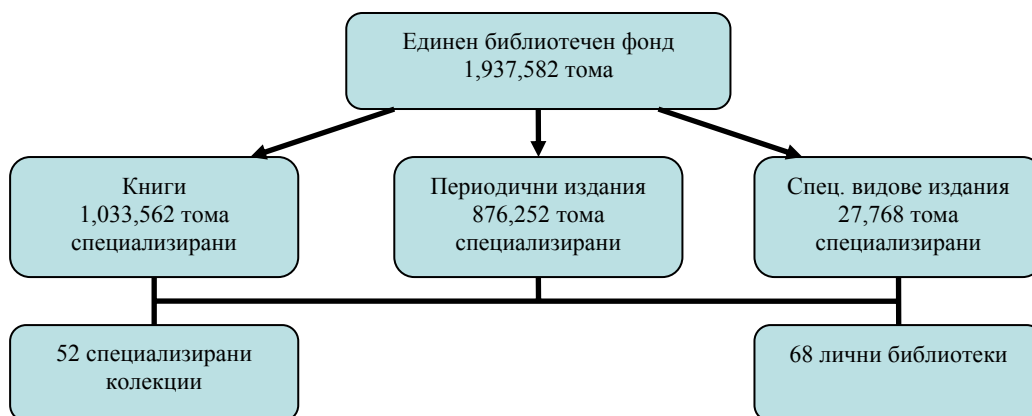 Единен библиотечен фонд
1,937,582 тома
Книги
1,033,562 тома
специализирани
Периодични издания
876,252 тома
специализирани
Спец. видове издания
27,768 тома
специализирани
52 специализирани
колекции
68 лични библиотеки